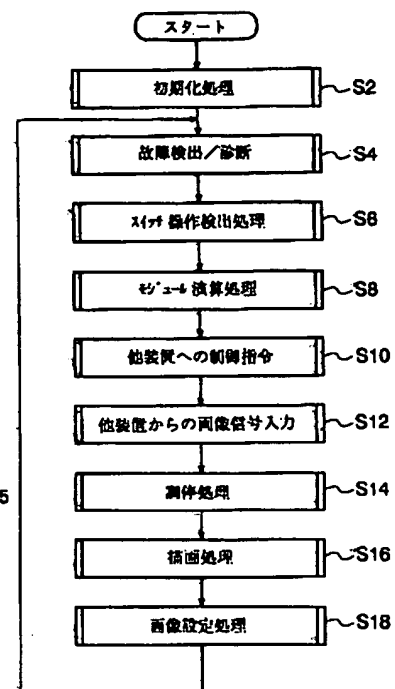 スタート
初期化処理 S2
故障検出／診断 S4
スイッチ操作検出処理 S6
モジュール演算処理 S8
他装置への制御指令 S10
他装置からの画像信号入力 S12
調停処理 S14
5
描画処理 S16
画像設定処理 S18